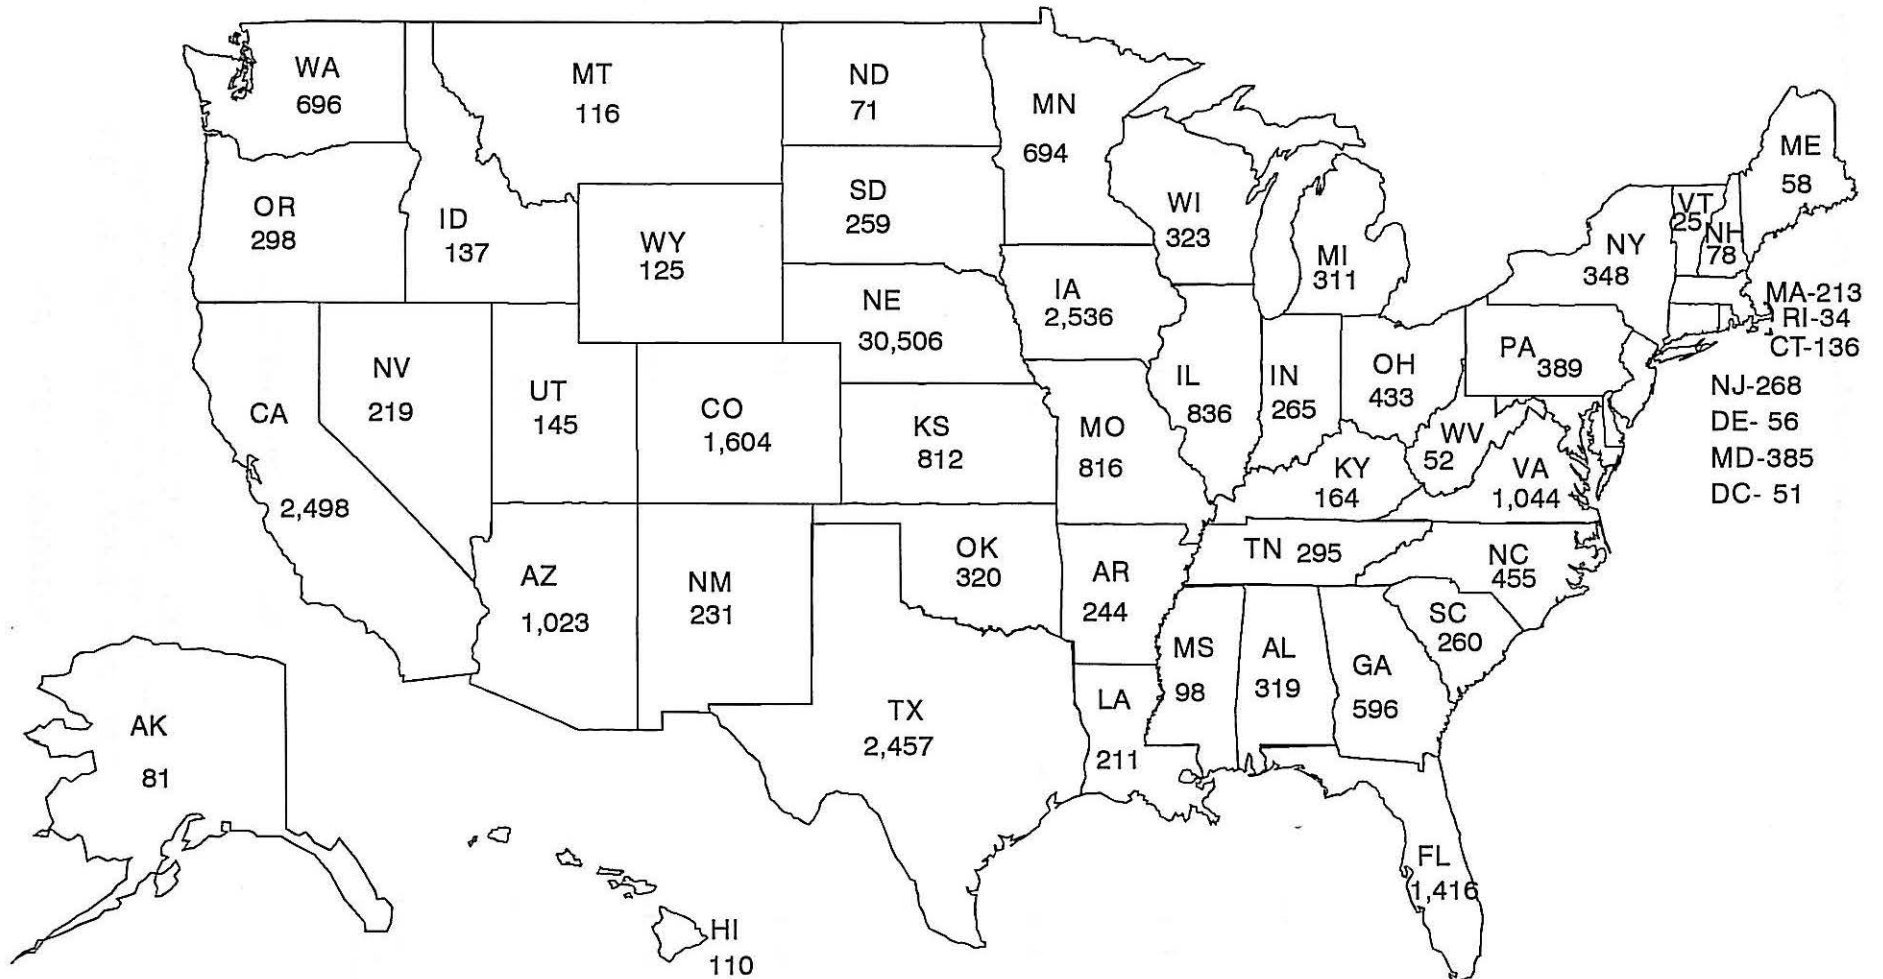 WA
696
MT
116
ND
71
MN
694
ME
58
OR
298
ID
137
WY
125
SD
259
WI
323
MI
311
NY
348
VT
25
NH
78
MA-213
RI-34
CT-136
NJ-268
DE- 56
MD-385
DC- 51
NE
30,506
IA
2,536
PA 389
CA
2,498
NV
219
UT
145
CO
1,604
KS
812
MO
816
IL
836
IN
265
OH
433
WV
52
VA
1,044
KY
164
AZ
1,023
NM
231
OK
320
AR
244
TN 295
NC
455
SC
260
MS
98
AL
319
GA
596
TX
2,457
LA
211
FL
1,416
AK
81
HI
110